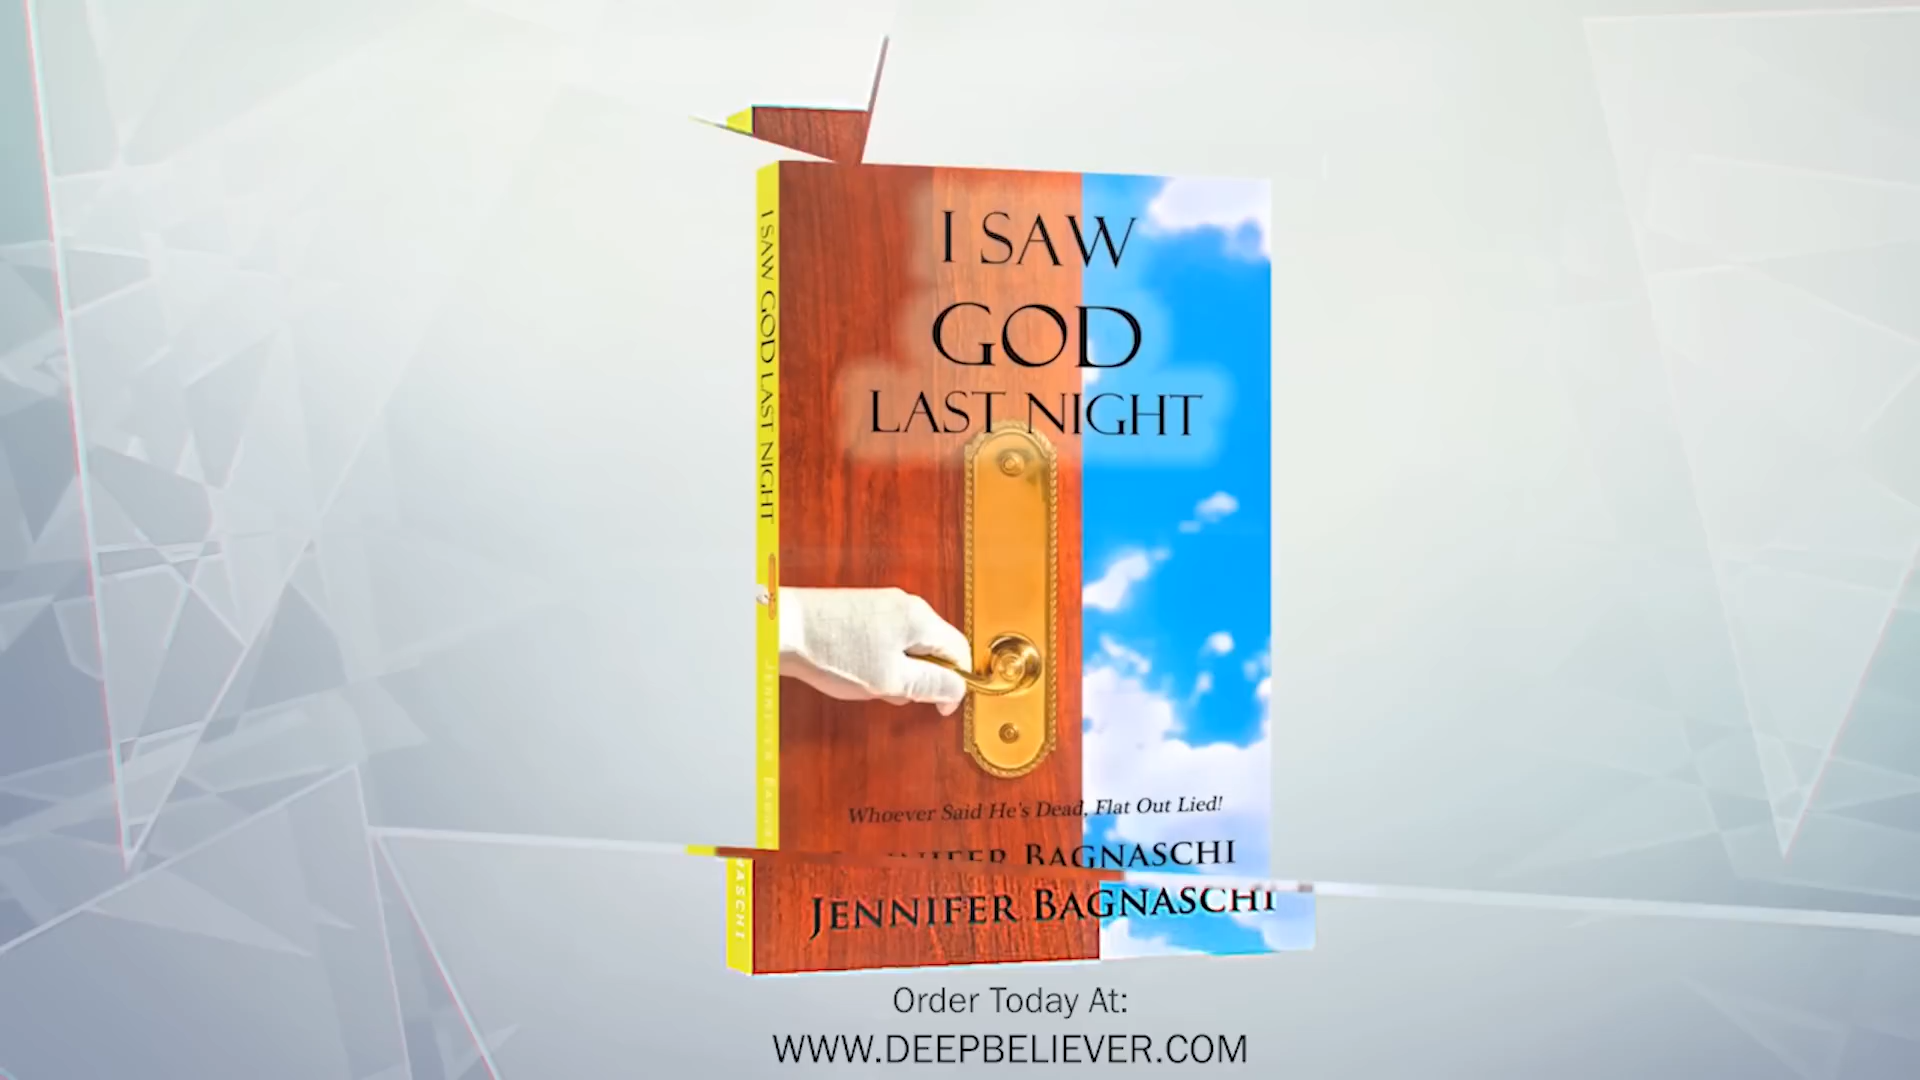 I SAW
GOD
LAST NIGHT
I SAW GOD LAST NIGHT
Whoever Said He's Dead, Flat Out Lied!
BAGNASCHI
JENNIFER BAGNASCHI
Order Today At:
WWW.DEEPBELIEVER.COM